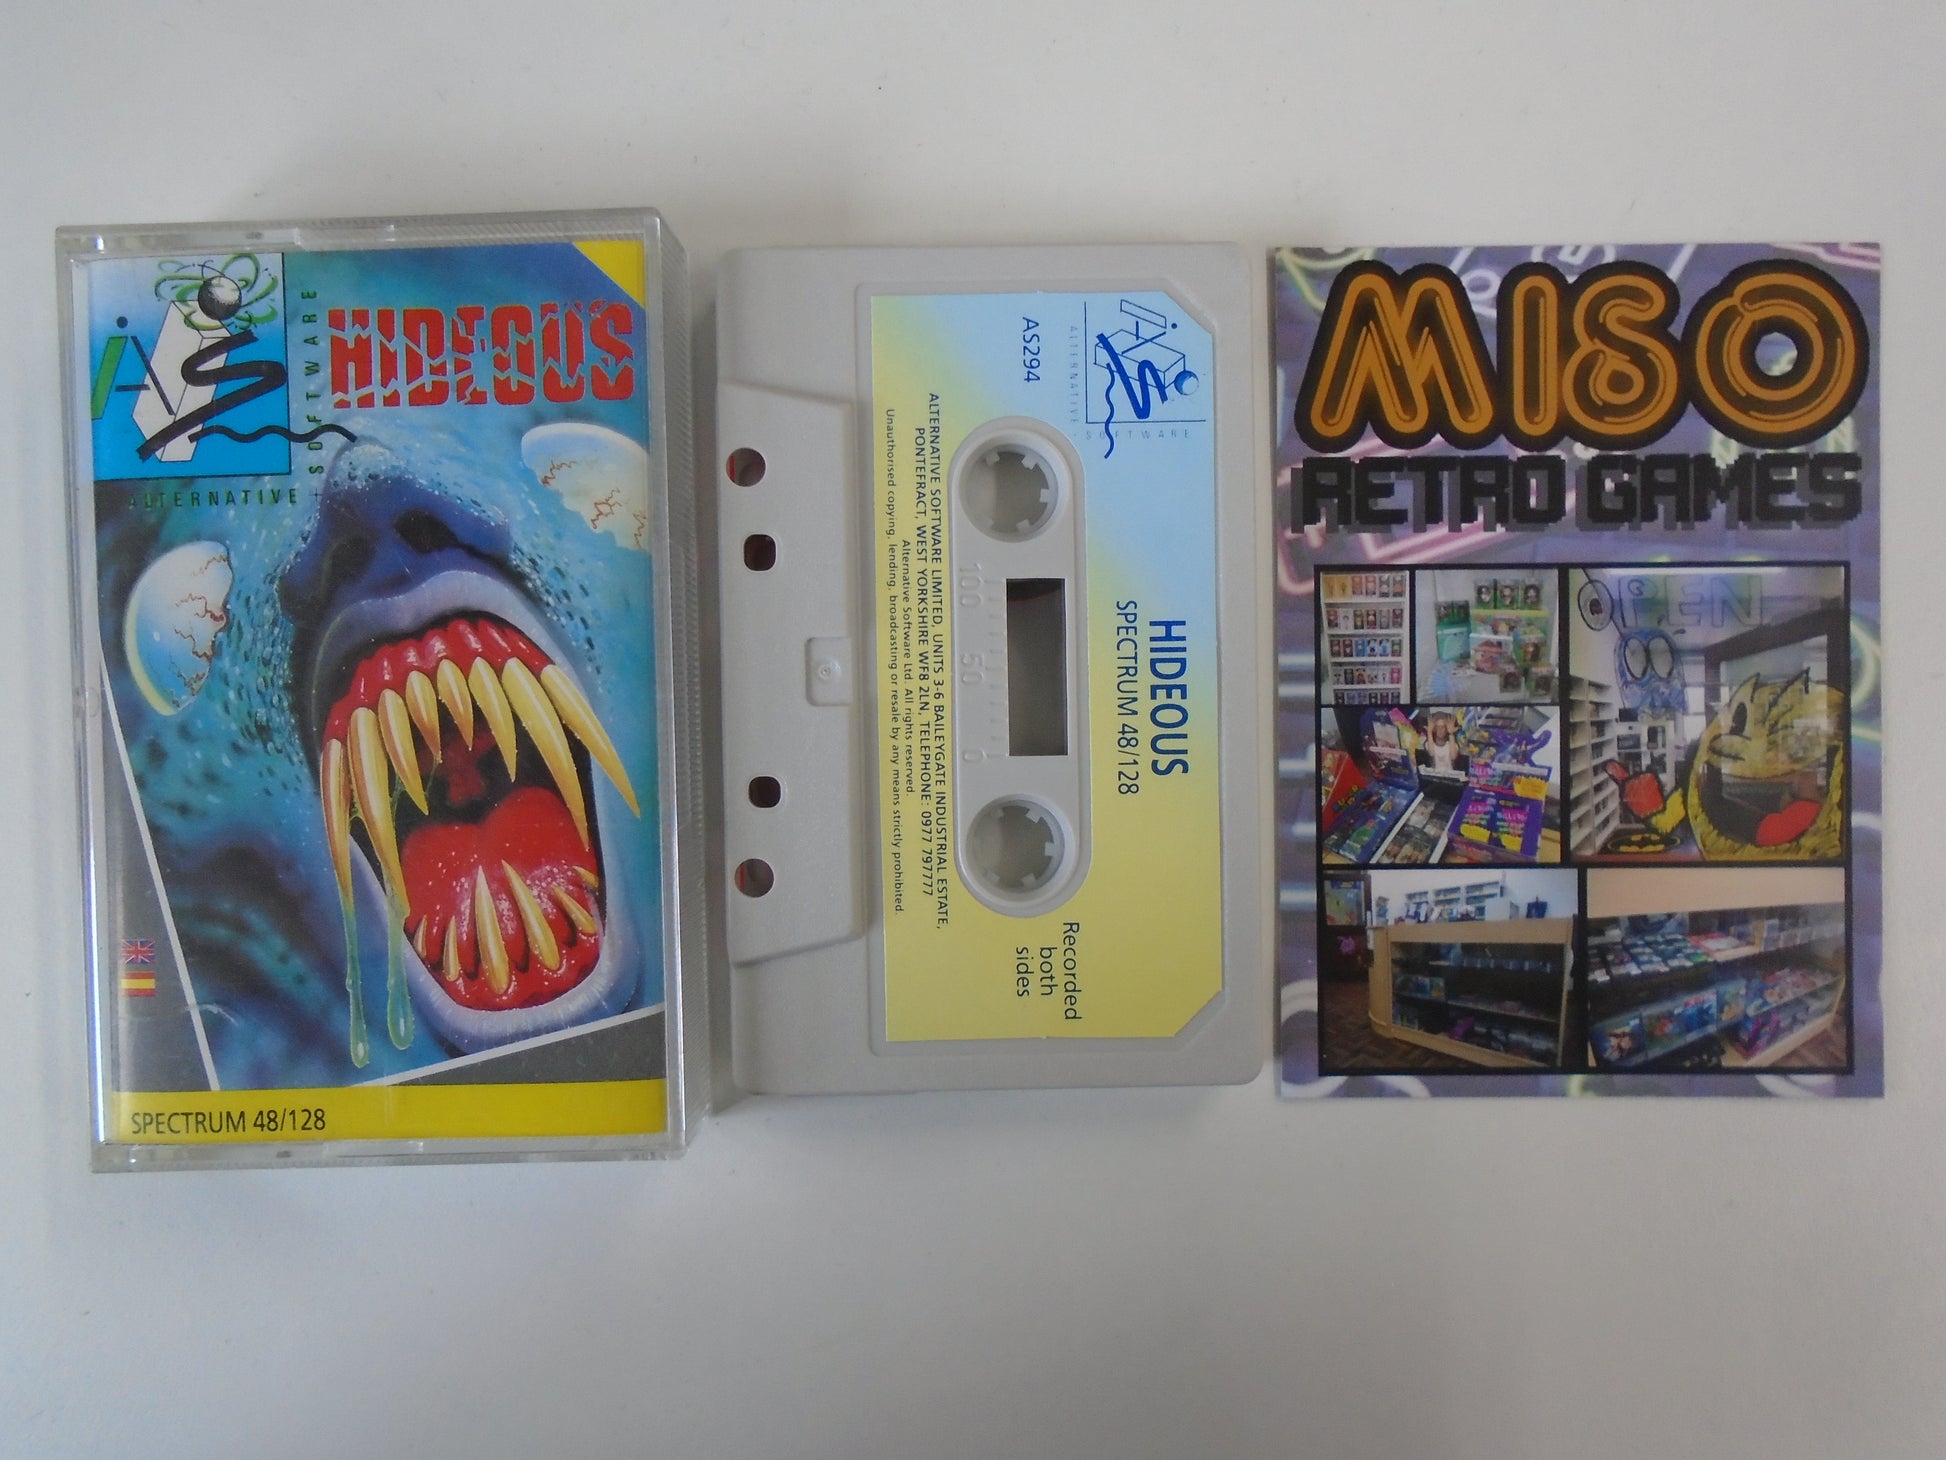 HIDEOUS
ALTERNATIVE + SOFTWARE
SPECTRUM 48/128
AS294
ALTERNATIVE + SOFTWARE
HIDEOUS
SPECTRUM 48/128
100 50 0
ALTERNATIVE SOFTWARE LIMITED, UNITS 3-6 BAILEYGATE INDUSTRIAL ESTATE,
PONTEFRACT, WEST YORKSHIRE WF8 2LN, TELEPHONE: 0977 797777
Alternative Software Ltd. All rights reserved.
Unauthorised copying, lending, broadcasting or resale by any means strictly prohibited.
Recorded
both
sides
MISO
RETRO GAMES
OPEN